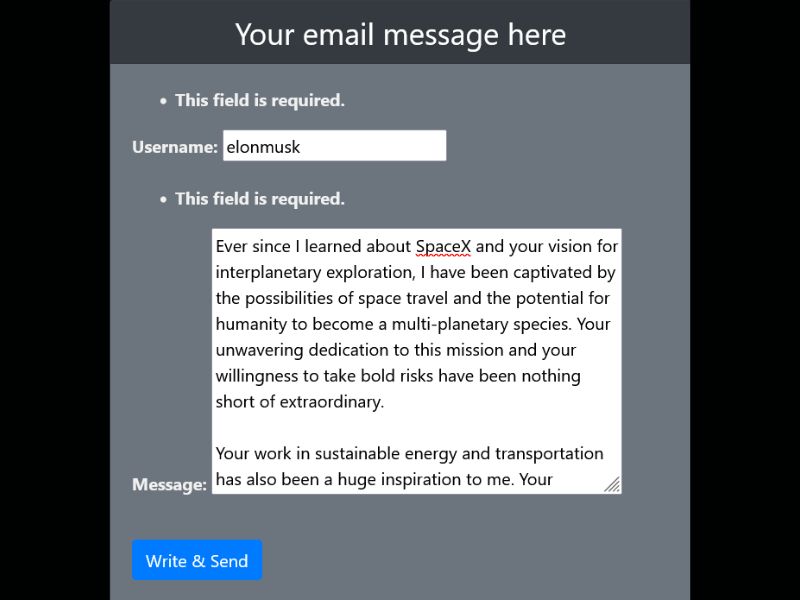 Your email message here
• This field is required.
Username: elonmusk
• This field is required.
Ever since I learned about SpaceX and your vision for
interplanetary exploration, I have been captivated by
the possibilities of space travel and the potential for
humanity to become a multi-planetary species. Your
unwavering dedication to this mission and your
willingness to take bold risks have been nothing
short of extraordinary.
Your work in sustainable energy and transportation
has also been a huge inspiration to me. Your
Message:
Write & Send